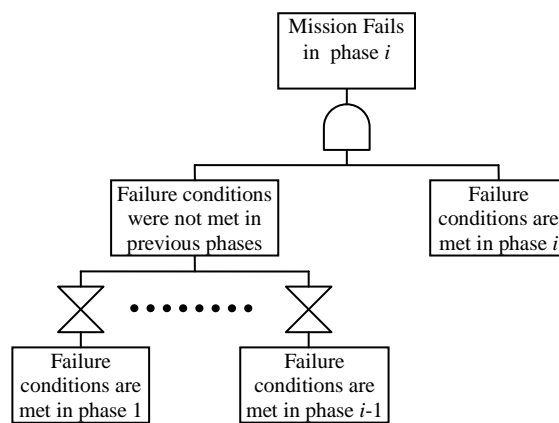 Mission Fails
in phase i
Failure conditions
were not met in
previous phases
Failure
conditions are
met in phase i
Failure
conditions are
met in phase 1
Failure
conditions are
met in phase i-1